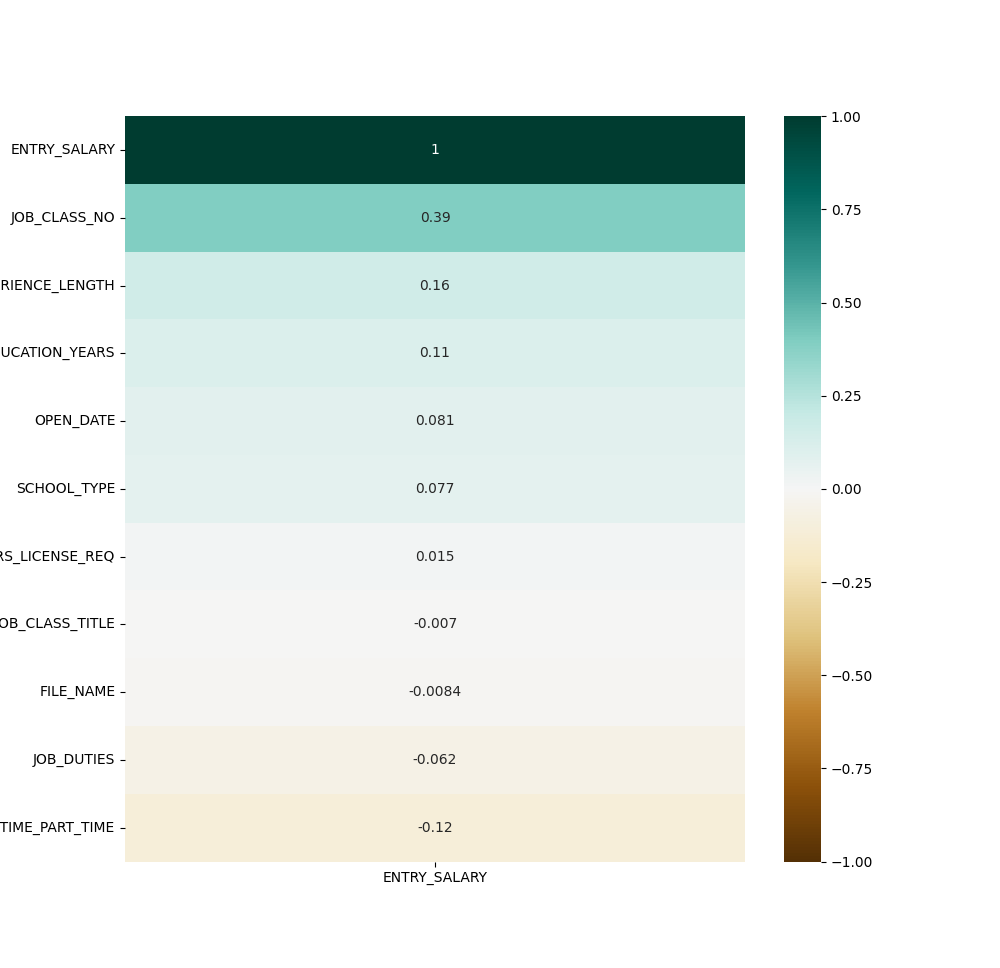 ENTRY_SALARY
JOB_CLASS_NO
RIENCE_LENGTH
UCATION_YEARS
OPEN_DATE
SCHOOL_TYPE
RS_LICENSE_REQ
OB_CLASS_TITLE
FILE_NAME
JOB_DUTIES
TIME_PART_TIME
1
0.39
0.16
0.11
0.081
0.077
0.015
-0.007
-0.0084
-0.062
-0.12
ENTRY_SALARY
1.00
0.75
0.50
0.25
0.00
−0.25
−0.50
−0.75
−1.00